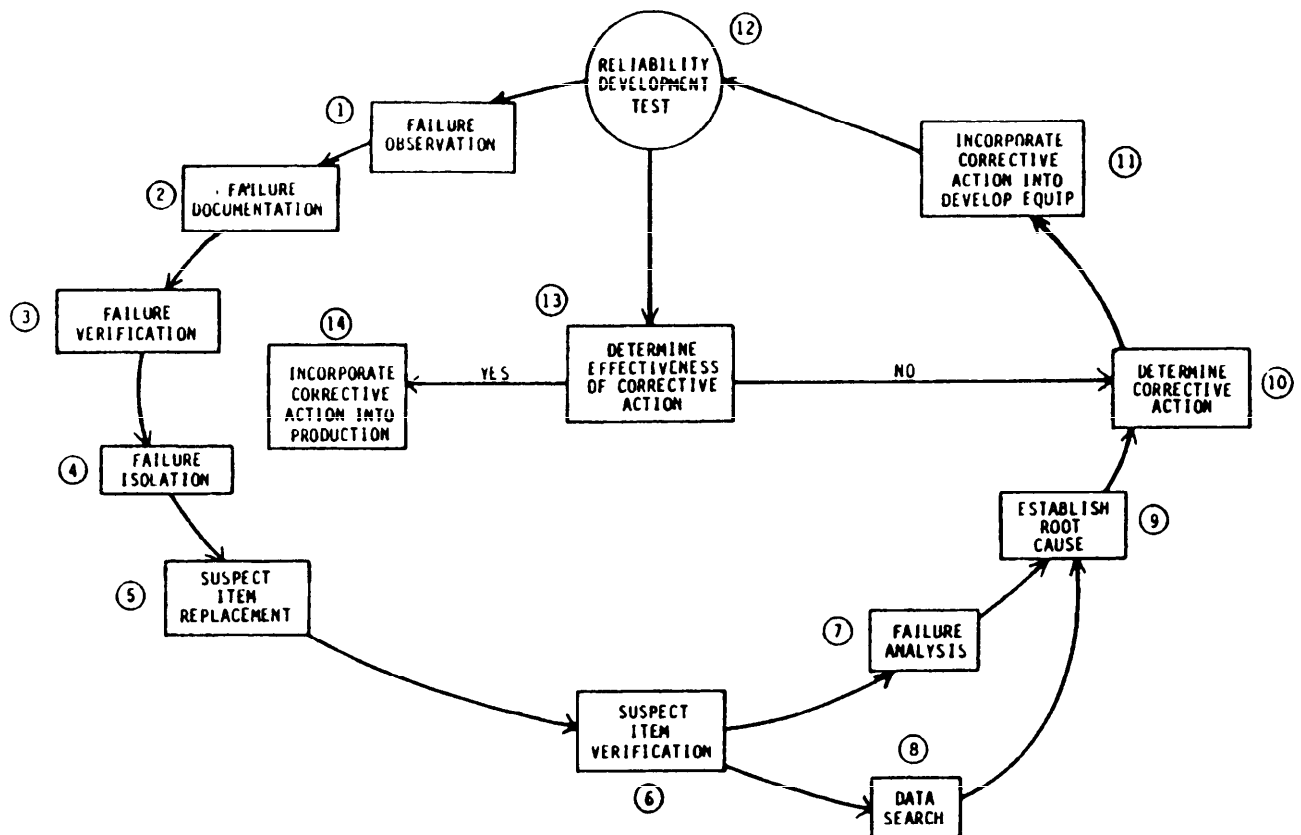 12
RELIABILITY
DEVELOPMENT
TEST
1
FAILURE
OBSERVATION
2
FAILURE
DOCUMENTATION
3
FAILURE
VERIFICATION
4
FAILURE
ISOLATION
5
SUSPECT
ITEM
REPLACEMENT
6
SUSPECT
ITEM
VERIFICATION
7
FAILURE
ANALYSIS
8
DATA
SEARCH
9
ESTABLISH
ROOT
CAUSE
10
DETERMINE
CORRECTIVE
ACTION
11
INCORPORATE
CORRECTIVE
ACTION INTO
DEVELOP EQUIP
13
DETERMINE
EFFECTIVENESS
OF CORRECTIVE
ACTION
YES
NO
14
INCORPORATE
CORRECTIVE
ACTION INTO
PRODUCTION